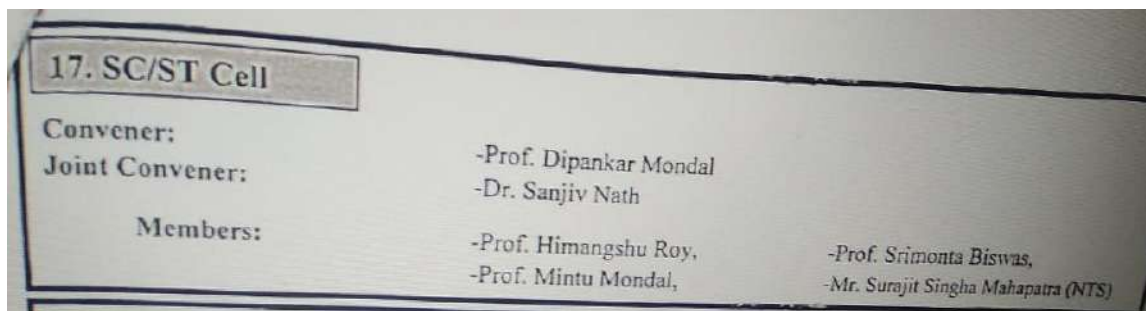 17. SC/ST Cell
Convener: -Prof. Dipankar Mondal
Joint Convener: -Dr. Sanjiv Nath
Members: -Prof. Himangshu Roy, -Prof. Srimonta Biswas,
-Prof. Mintu Mondal, -Mr. Surajit Singha Mahapatra (NTS)